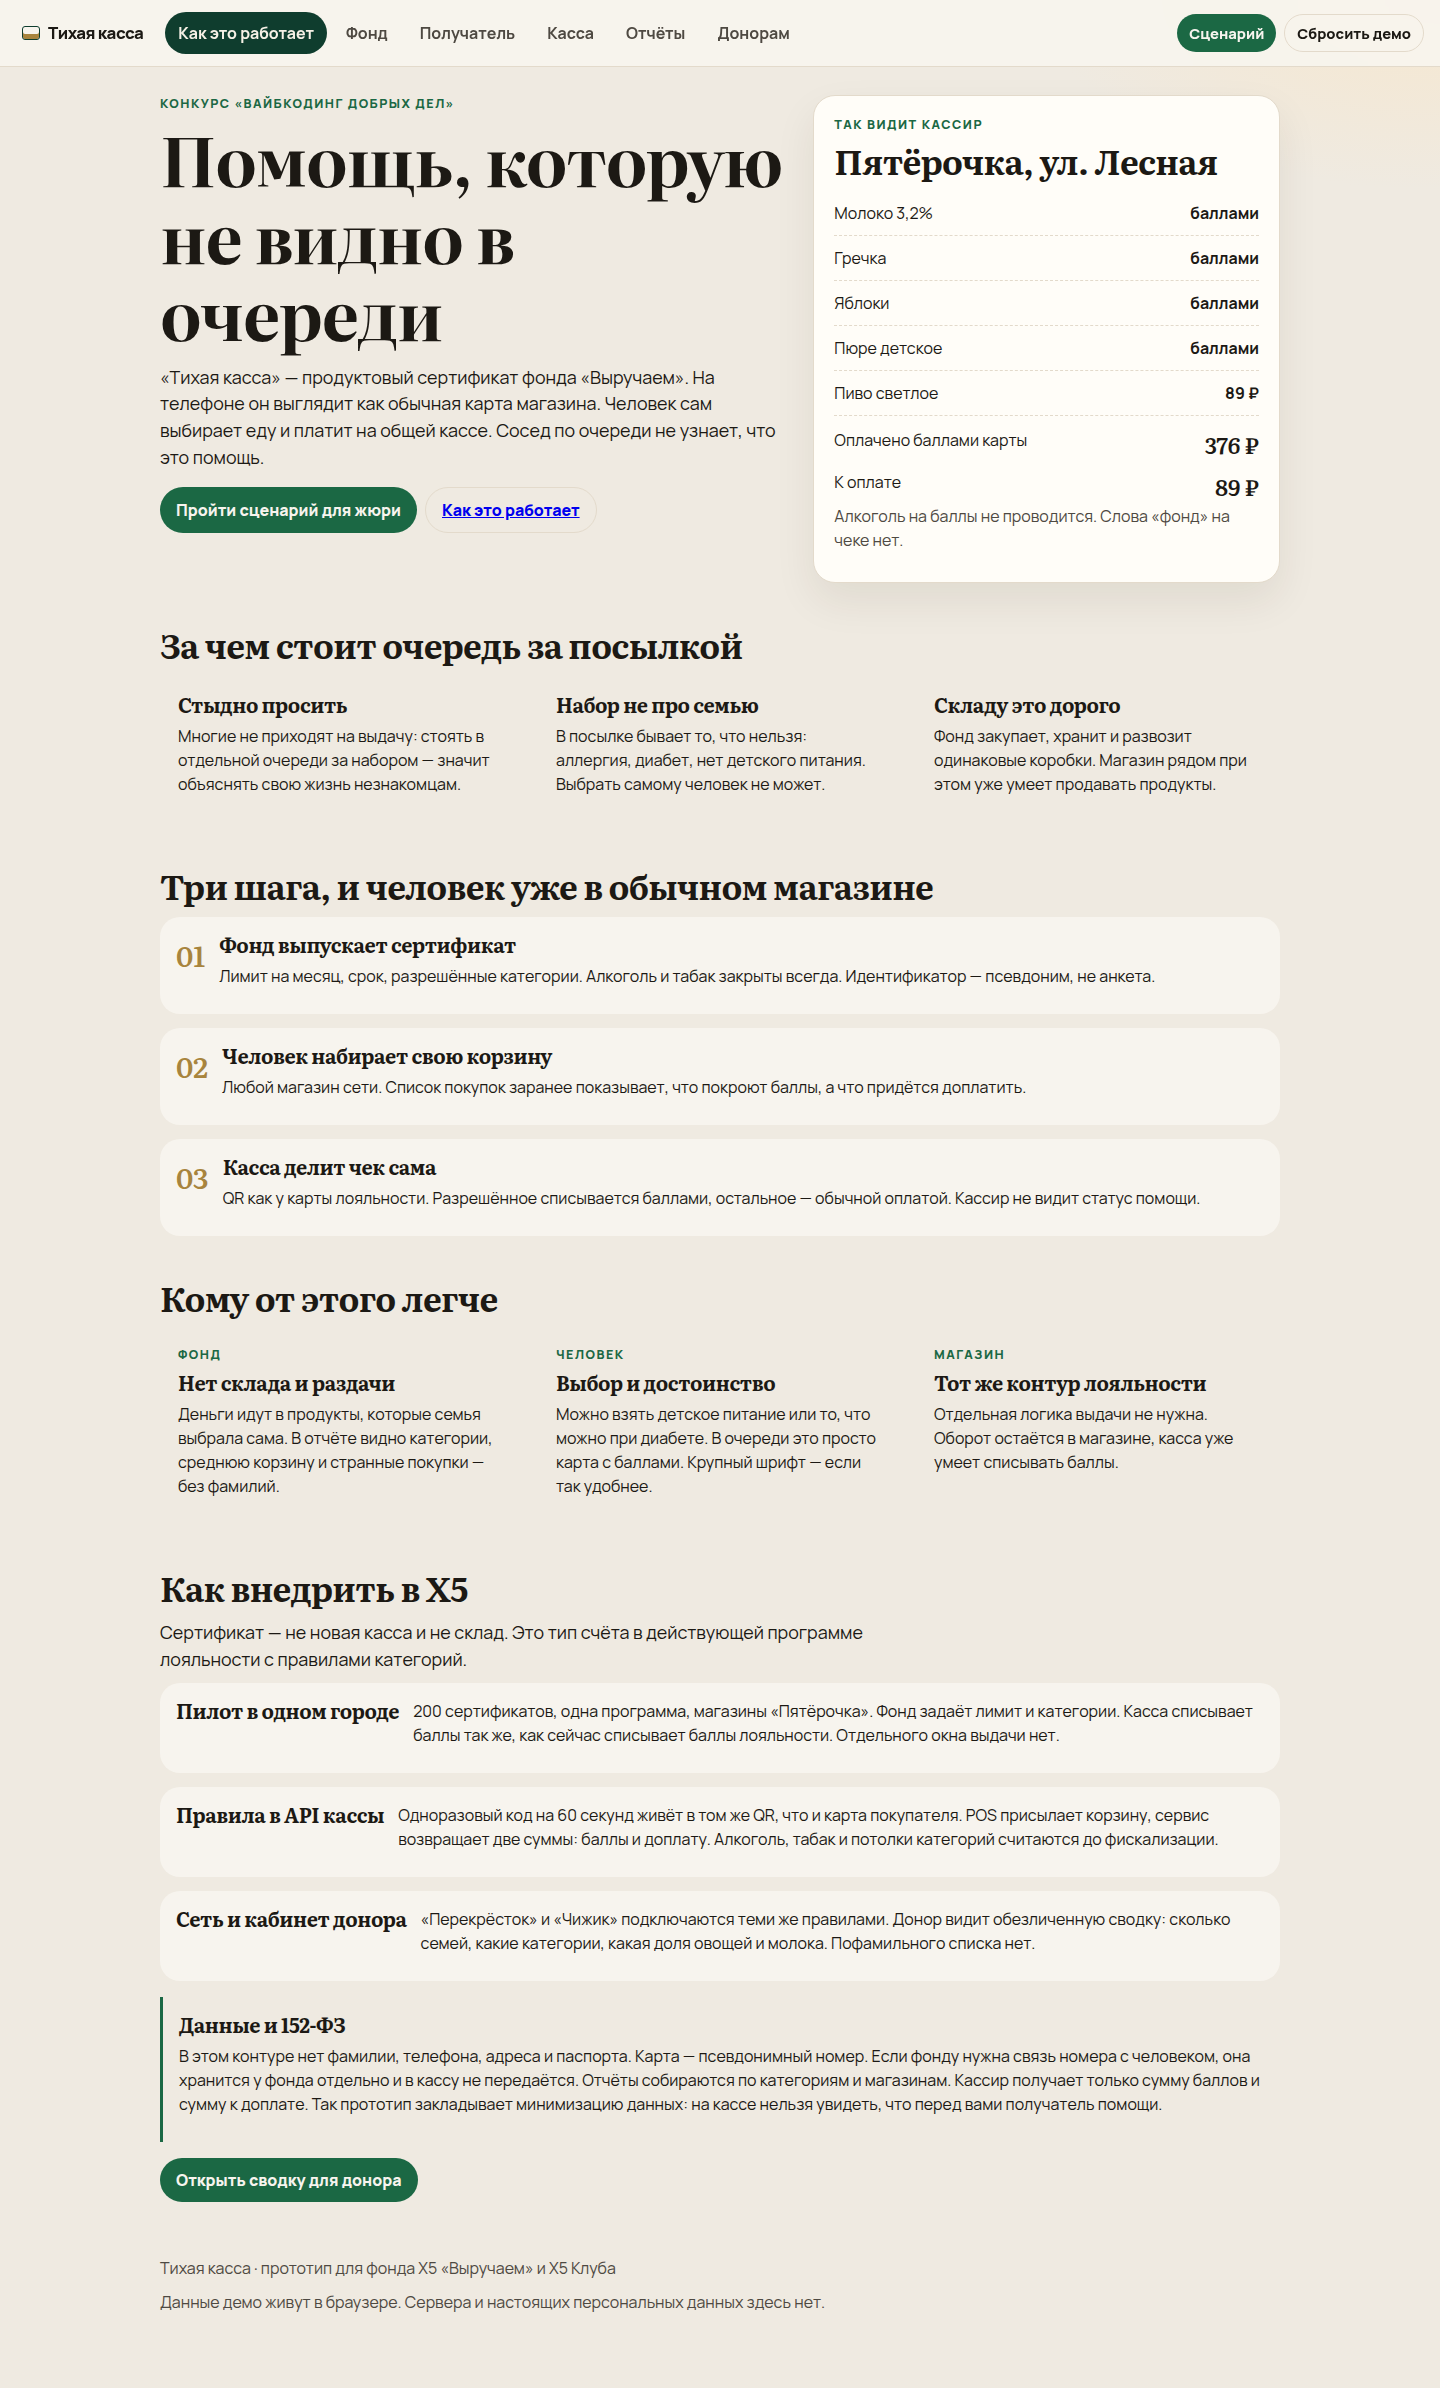 Тихая касса
Как это работает
Фонд
Получатель
Касса
Отчёты
Донорам
Сценарий
Сбросить демо
КОНКУРС «ВАЙБКОДИНГ ДОБРЫХ ДЕЛ»
Помощь, которую
не видно в
очереди
«Тихая касса» — продуктовый сертификат фонда «Выручаем». На
телефоне он выглядит как обычная карта магазина. Человек сам
выбирает еду и платит на общей кассе. Сосед по очереди не узнает, что
это помощь.
Пройти сценарий для жюри
Как это работает
ТАК ВИДИТ КАССИР
Пятёрочка, ул. Лесная
Молоко 3,2% баллами
Гречка баллами
Яблоки баллами
Пюре детское баллами
Пиво светлое 89 ₽
Оплачено баллами карты 376 ₽
К оплате 89 ₽
Алкоголь на баллы не проводится. Слова «фонд» на
чеке нет.
За чем стоит очередь за посылкой
Стыдно просить
Многие не приходят на выдачу: стоять в
отдельной очереди за набором — значит
объяснять свою жизнь незнакомцам.
Набор не про семью
В посылке бывает то, что нельзя:
аллергия, диабет, нет детского питания.
Выбрать самому человек не может.
Складу это дорого
Фонд закупает, хранит и развозит
одинаковые коробки. Магазин рядом при
этом уже умеет продавать продукты.
Три шага, и человек уже в обычном магазине
01
Фонд выпускает сертификат
Лимит на месяц, срок, разрешённые категории. Алкоголь и табак закрыты всегда. Идентификатор — псевдоним, не анкета.
02
Человек набирает свою корзину
Любой магазин сети. Список покупок заранее показывает, что покроют баллы, а что придётся доплатить.
03
Касса делит чек сама
QR как у карты лояльности. Разрешённое списывается баллами, остальное — обычной оплатой. Кассир не видит статус помощи.
Кому от этого легче
ФОНД
Нет склада и раздачи
Деньги идут в продукты, которые семья
выбрала сама. В отчёте видно категории,
среднюю корзину и странные покупки —
без фамилий.
ЧЕЛОВЕК
Выбор и достоинство
Можно взять детское питание или то, что
можно при диабете. В очереди это просто
карта с баллами. Крупный шрифт — если
так удобнее.
МАГАЗИН
Тот же контур лояльности
Отдельная логика выдачи не нужна.
Оборот остаётся в магазине, касса уже
умеет списывать баллы.
Как внедрить в X5
Сертификат — не новая касса и не склад. Это тип счёта в действующей программе
лояльности с правилами категорий.
Пилот в одном городе
200 сертификатов, одна программа, магазины «Пятёрочка». Фонд задаёт лимит и категории. Касса списывает
баллы так же, как сейчас списывает баллы лояльности. Отдельного окна выдачи нет.
Правила в API кассы
Одноразовый код на 60 секунд живёт в том же QR, что и карта покупателя. POS присылает корзину, сервис
возвращает две суммы: баллы и доплату. Алкоголь, табак и потолки категорий считаются до фискализации.
Сеть и кабинет донора
«Перекрёсток» и «Чижик» подключаются теми же правилами. Донор видит обезличенную сводку: сколько
семей, какие категории, какая доля овощей и молока. Пофамильного списка нет.
Данные и 152-ФЗ
В этом контуре нет фамилии, телефона, адреса и паспорта. Карта — псевдонимный номер. Если фонду нужна связь номера с человеком, она
хранится у фонда отдельно и в кассу не передаётся. Отчёты собираются по категориям и магазинам. Кассир получает только сумму баллов и
сумму к доплате. Так прототип закладывает минимизацию данных: на кассе нельзя увидеть, что перед вами получатель помощи.
Открыть сводку для донора
Тихая касса · прототип для фонда X5 «Выручаем» и X5 Клуба
Данные демо живут в браузере. Сервера и настоящих персональных данных здесь нет.